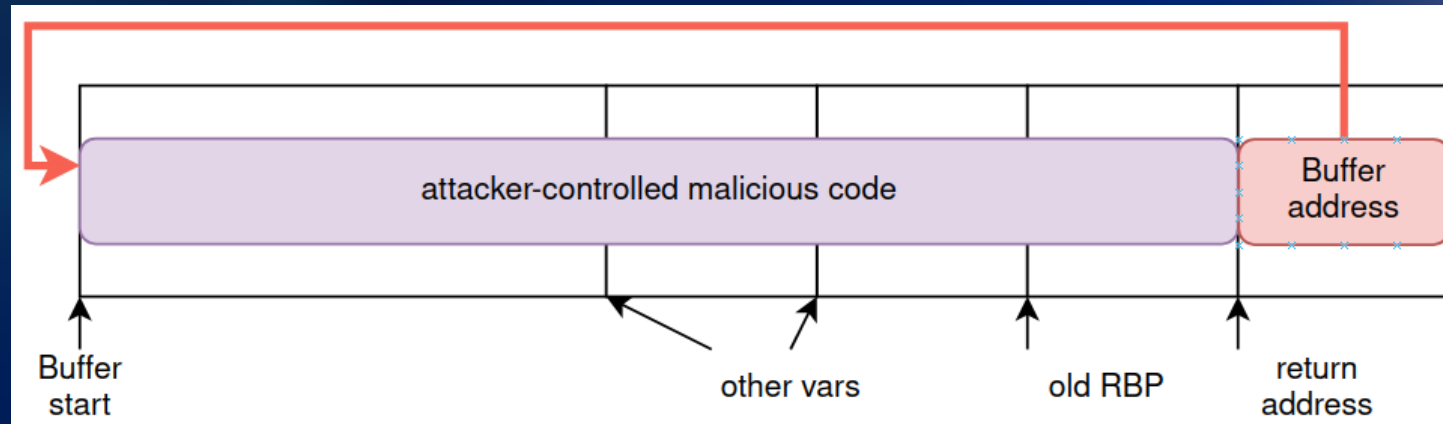 attacker-controlled malicious code
Buffer
address
Buffer
start
other vars
old RBP
return
address